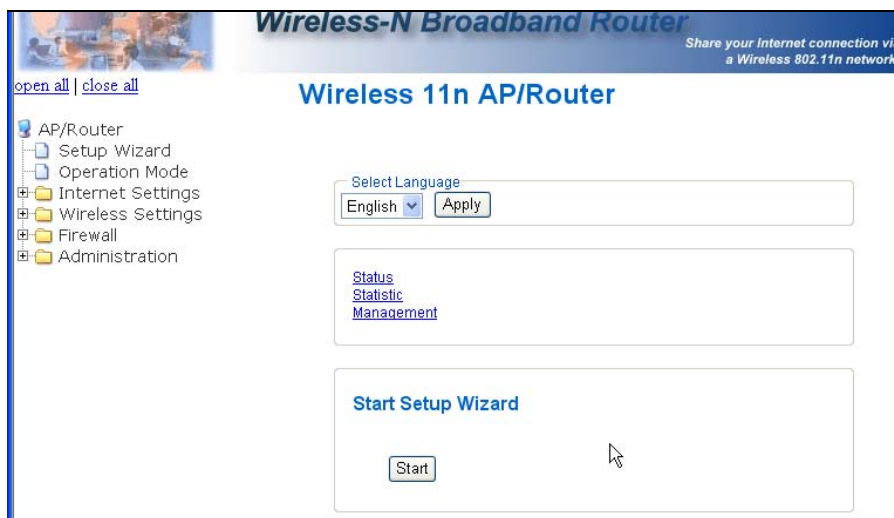 Wireless-N Broadband Router
Share your Internet connection via
a Wireless 802.11n network
open all | close all
Wireless 11n AP/Router
AP/Router
Setup Wizard
Operation Mode
Internet Settings
Wireless Settings
Firewall
Administration
Select Language
English
Apply
Status
Statistic
Management
Start Setup Wizard
Start